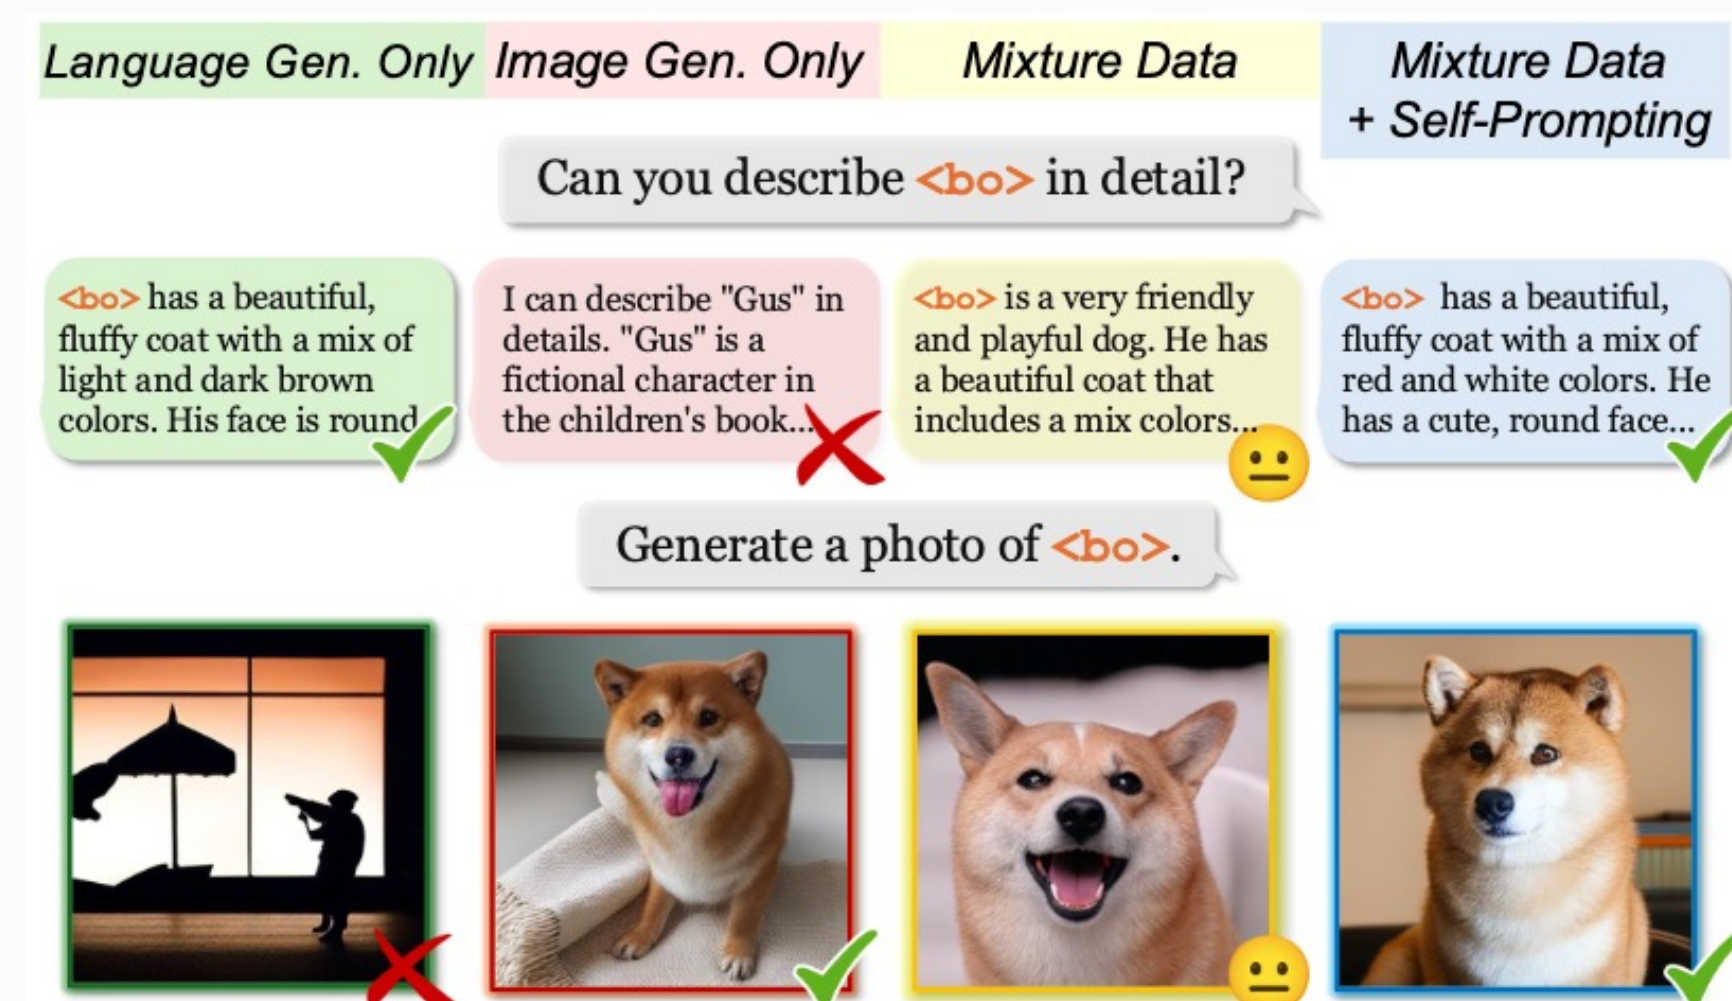 Language Gen. Only
Image Gen. Only
Mixture Data
Mixture Data
+ Self-Prompting
Can you describe <bo> in detail?
<bo> has a beautiful,
fluffy coat with a mix of
light and dark brown
colors. His face is round
I can describe "Gus" in
details. "Gus" is a
fictional character in
the children's book...
<bo> is a very friendly
and playful dog. He has
a beautiful coat that
includes a mix colors...
<bo> has a beautiful,
fluffy coat with a mix of
red and white colors. He
has a cute, round face...
Generate a photo of <bo>.